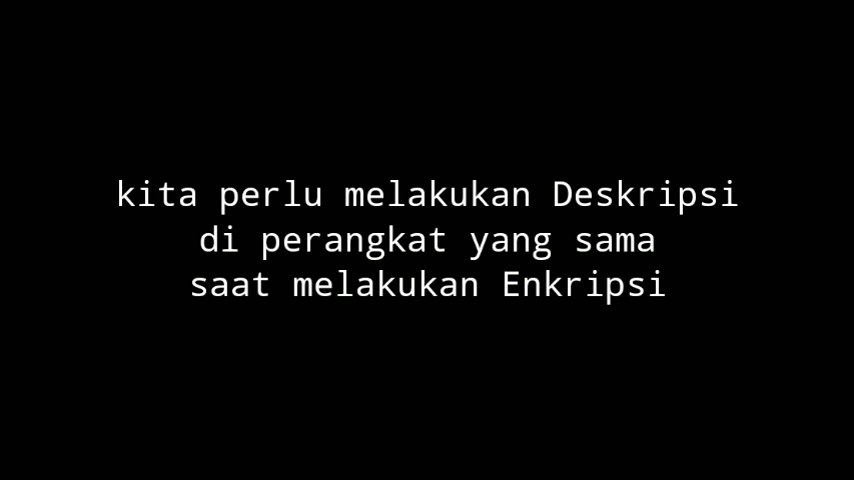 kita perlu melakukan Deskripsi
di perangkat yang sama
saat melakukan Enkripsi